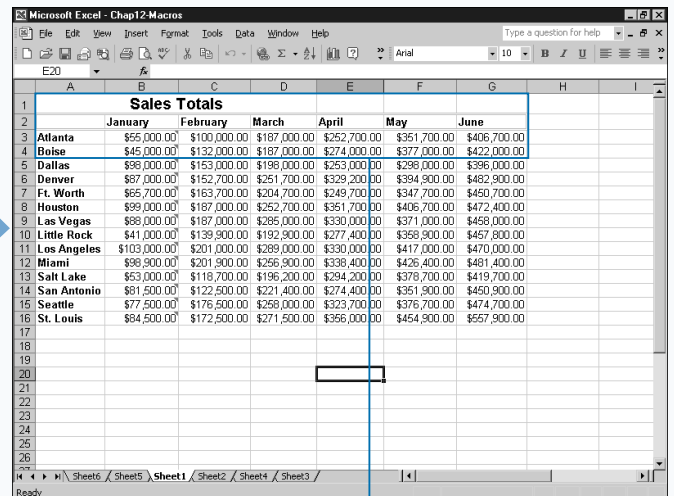 Microsoft Excel - Chap12-Macros
File Edit View Insert Format Tools Data Window Help Type a question for help
Arial 10 B I U
E20 fx
A B C D E F G H I
1 Sales Totals
2 January February March April May June
3 Atlanta $55,000.00 $100,000.00 $187,000.00 $252,700.00 $351,700.00 $406,700.00
4 Boise $45,000.00 $132,000.00 $187,000.00 $274,000.00 $377,000.00 $422,000.00
5 Dallas $98,000.00 $153,000.00 $198,000.00 $253,000.00 $298,000.00 $396,000.00
6 Denver $87,000.00 $152,700.00 $251,700.00 $329,200.00 $394,900.00 $482,900.00
7 Ft. Worth $65,700.00 $163,700.00 $204,700.00 $249,700.00 $347,700.00 $450,700.00
8 Houston $99,000.00 $187,000.00 $252,700.00 $351,700.00 $406,700.00 $472,400.00
9 Las Vegas $88,000.00 $187,000.00 $285,000.00 $330,000.00 $371,000.00 $458,000.00
10 Little Rock $41,000.00 $139,900.00 $192,900.00 $277,400.00 $358,900.00 $457,800.00
11 Los Angeles $103,000.00 $201,000.00 $289,000.00 $330,000.00 $417,000.00 $470,000.00
12 Miami $98,900.00 $201,900.00 $256,900.00 $338,400.00 $426,400.00 $481,400.00
13 Salt Lake $53,000.00 $118,700.00 $196,200.00 $294,200.00 $378,700.00 $419,700.00
14 San Antonio $81,500.00 $122,500.00 $221,400.00 $274,400.00 $351,900.00 $450,900.00
15 Seattle $77,500.00 $176,500.00 $258,000.00 $323,700.00 $376,700.00 $474,700.00
16 St. Louis $84,500.00 $172,500.00 $271,500.00 $356,000.00 $454,900.00 $557,900.00
17
18
19
20
21
22
23
24
25
26
Sheet6 Sheet5 Sheet1 Sheet2 Sheet4 Sheet3
Ready